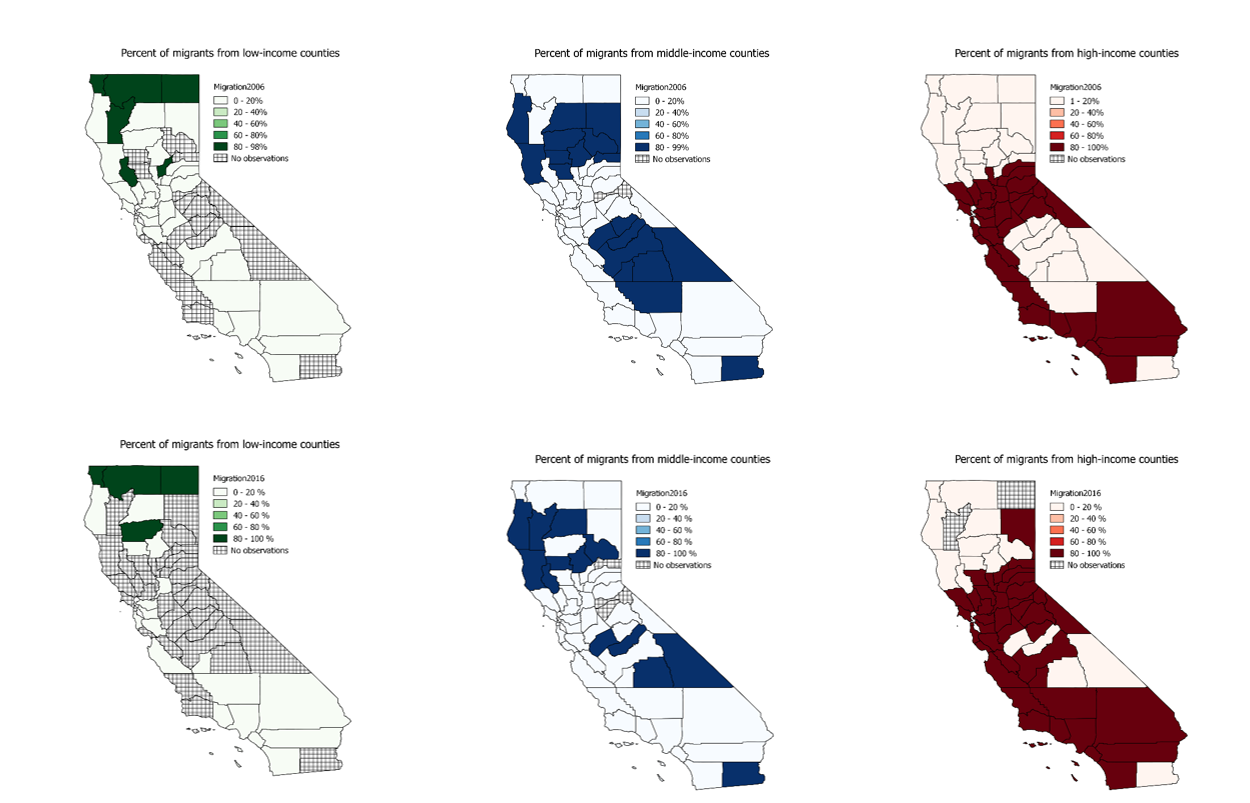 Percent of migrants from low-income counties
Migration2006
0 - 20%
20 - 40%
40 - 60%
60 - 80%
80 - 98%
No observations
Percent of migrants from middle-income counties
Migration2006
0 - 20%
20 - 40%
40 - 60%
60 - 80%
80 - 99%
No observations
Percent of migrants from high-income counties
Migration2006
1 - 20%
20 - 40%
40 - 60%
60 - 80%
80 - 100%
No observations
Percent of migrants from low-income counties
Migration2016
0 - 20 %
20 - 40 %
40 - 60 %
60 - 80 %
80 - 100 %
No observations
Percent of migrants from middle-income counties
Migration2016
0 - 20 %
20 - 40 %
40 - 60 %
60 - 80 %
80 - 100 %
No observations
Percent of migrants from high-income counties
Migration2016
0 - 20 %
20 - 40 %
40 - 60 %
60 - 80 %
80 - 100 %
No observations